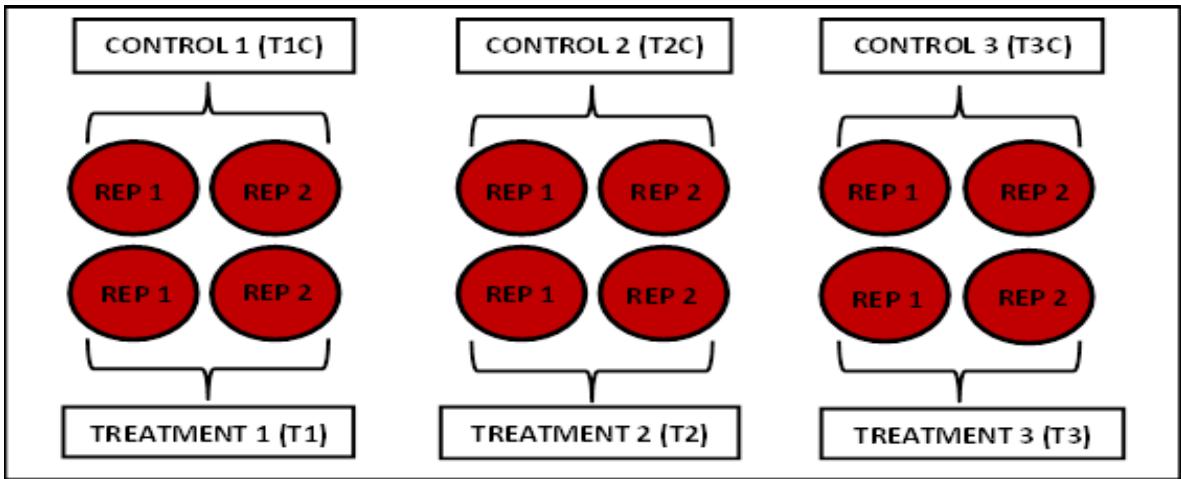 CONTROL 1 (T1C) CONTROL 2 (T2C) CONTROL 3 (T3C)
REP 1 REP 2 REP 1 REP 2 REP 1 REP 2
REP 1 REP 2 REP 1 REP 2 REP 1 REP 2
TREATMENT 1 (T1) TREATMENT 2 (T2) TREATMENT 3 (T3)